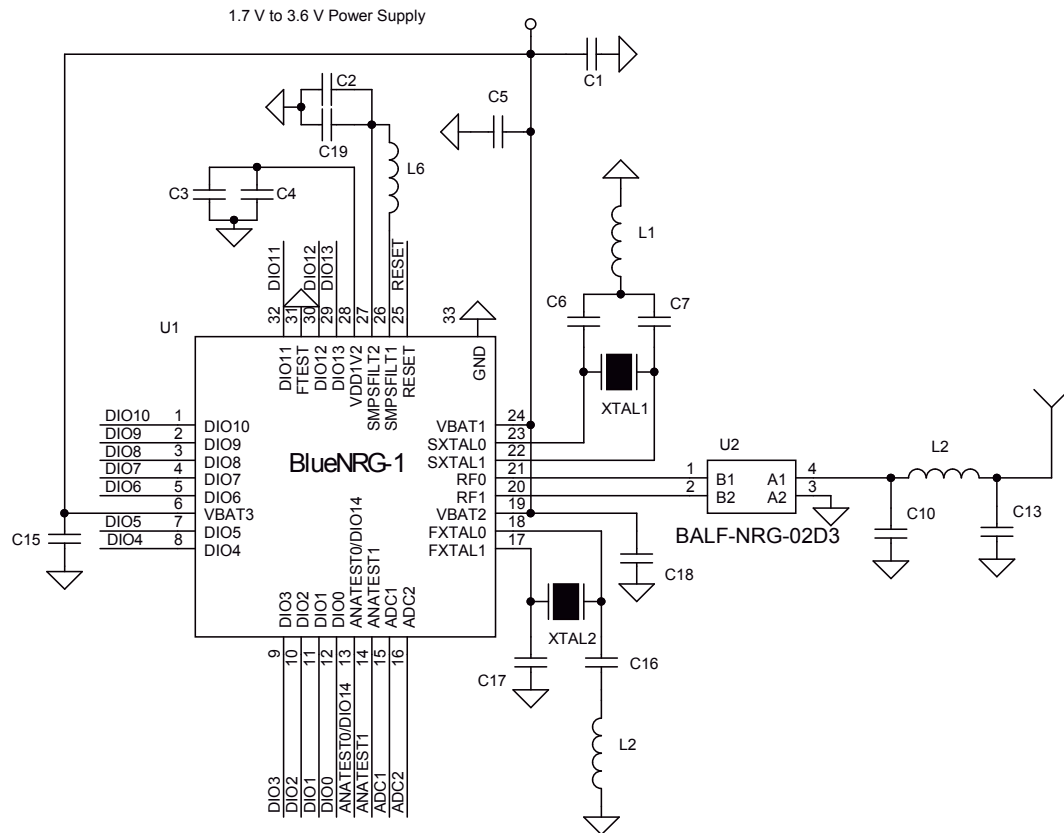 1.7 V to 3.6 V Power Supply
C1
C2
C5
C19
L6
C3
C4
L1
C6
C7
XTAL1
DIO11
DIO12
DIO13
RESET
32
31
30
29
28
27
26
25
33
U1
DIO11
FTEST
DIO12
DIO13
VDD1V2
SMPSFILT2
SMPSFILT1
RESET
GND
DIO10 1 DIO10
DIO9 2 DIO9
DIO8 3 DIO8
DIO7 4 DIO7
DIO6 5 DIO6
6 VBAT3
DIO5 7 DIO5
DIO4 8 DIO4
C15
BlueNRG-1
VBAT1 24
SXTAL0 23
SXTAL1 22
RF0 21
RF1 20
VBAT2 19
FXTAL0 18
FXTAL1 17
U2
1 B1 A1 4
2 B2 A2 3
BALF-NRG-02D3
L2
C10
C13
C18
XTAL2
C17
C16
L2
DIO3
DIO2
DIO1
DIO0
ANATEST0/DIO14
ANATEST1
ADC1
ADC2
9
10
11
12
13
14
15
16
DIO3
DIO2
DIO1
DIO0
ANATEST0/DIO14
ANATEST1
ADC1
ADC2